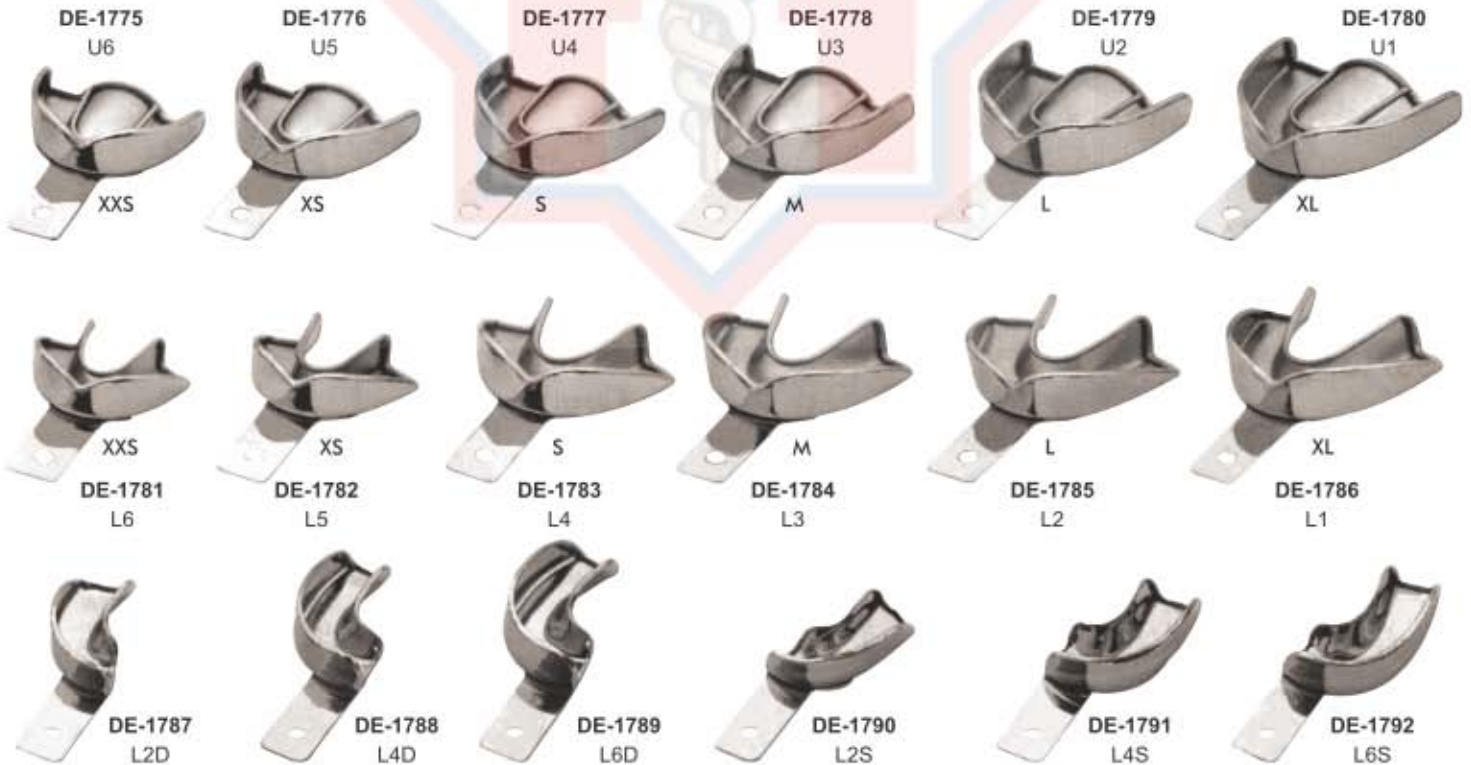 DE-1775
U6
DE-1776
U5
DE-1777
U4
DE-1778
U3
DE-1779
U2
DE-1780
U1
XXS
XS
S
M
L
XL
XXS
XS
S
M
L
XL
DE-1781
L6
DE-1782
L5
DE-1783
L4
DE-1784
L3
DE-1785
L2
DE-1786
L1
DE-1787
L2D
DE-1788
L4D
DE-1789
L6D
DE-1790
L2S
DE-1791
L4S
DE-1792
L6S